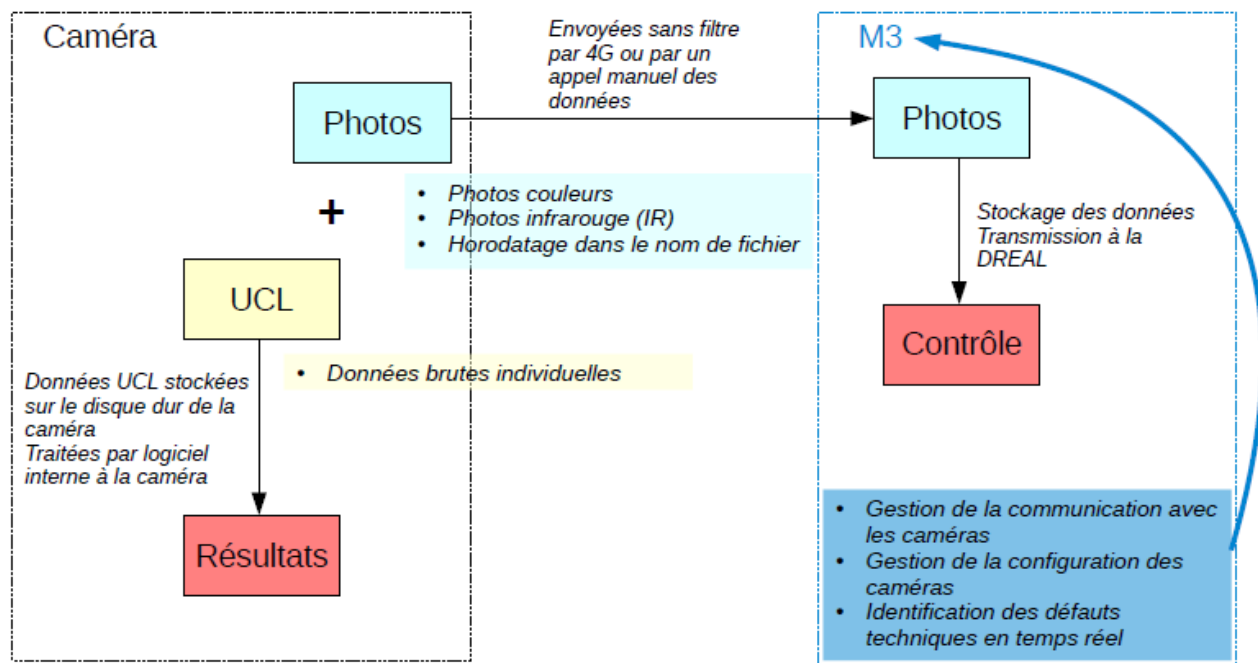 Caméra
Photos
+
• Photos couleurs
• Photos infrarouge (IR)
• Horodatage dans le nom de fichier
UCL
• Données brutes individuelles
Données UCL stockées
sur le disque dur de la
caméra
Traitées par logiciel
interne à la caméra
Résultats
Envoyées sans filtre
par 4G ou par un
appel manuel des
données
M3
Photos
Stockage des données
Transmission à la
DREAL
Contrôle
• Gestion de la communication avec
les caméras
• Gestion de la configuration des
caméras
• Identification des défauts
techniques en temps réel